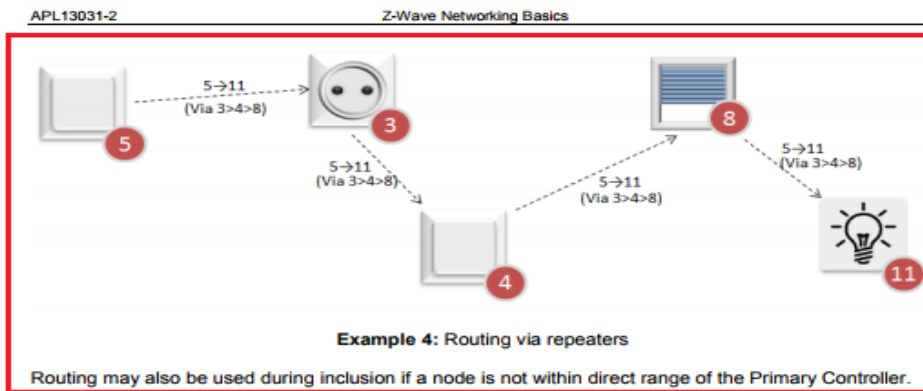 APL13031-2 Z-Wave Networking Basics
5→11
(Via 3>4>8)
5
3
5→11
(Via 3>4>8)
4
5→11
(Via 3>4>8)
8
5→11
(Via 3>4>8)
11
Example 4: Routing via repeaters
Routing may also be used during inclusion if a node is not within direct range of the Primary Controller.